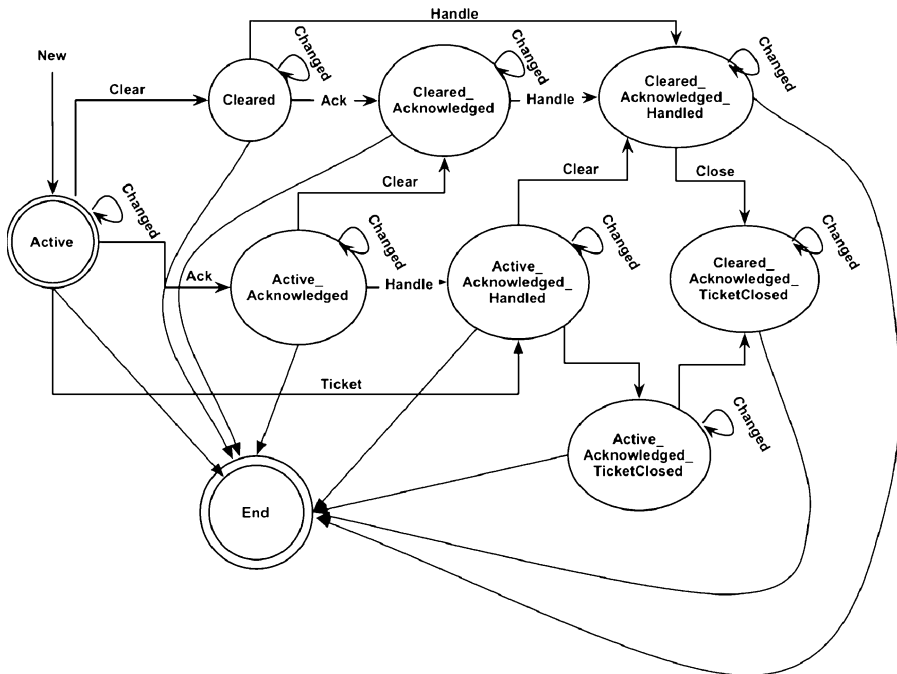 Handle
New
Changed
Changed
Changed
Clear
Cleared
Ack
Cleared_
Acknowledged
Handle
Cleared_
Acknowledged_
Handled
Clear
Clear
Close
Changed
Active
Changed
Changed
Changed
Ack
Active_
Acknowledged
Handle
Active_
Acknowledged_
Handled
Cleared_
Acknowledged_
TicketClosed
Ticket
Changed
Active_
Acknowledged_
TicketClosed
End